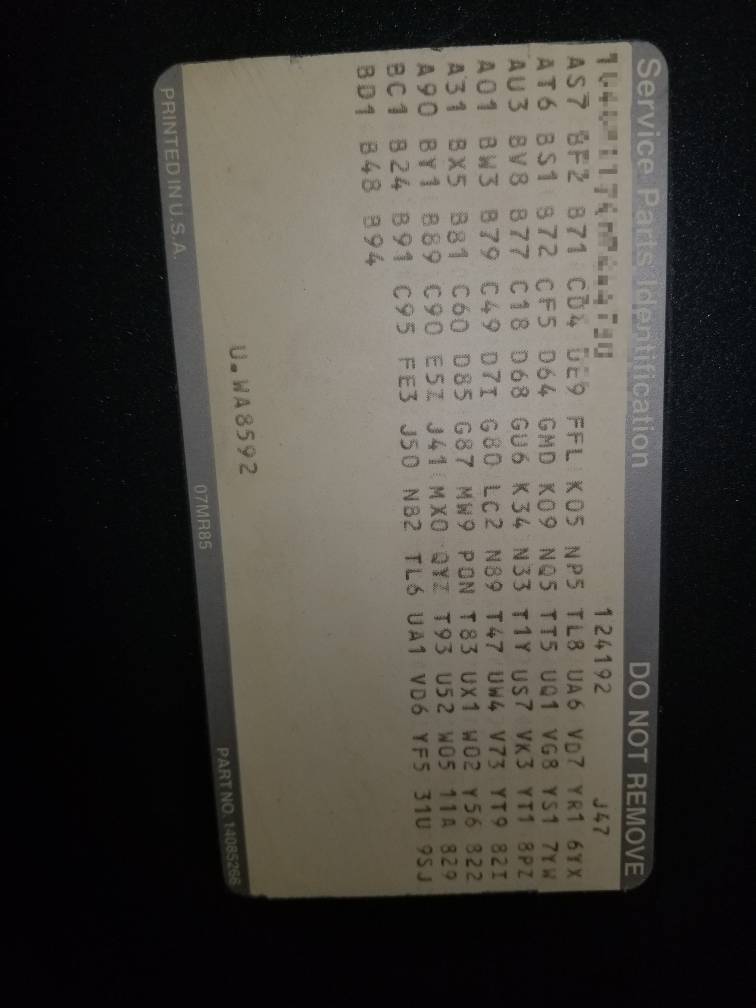 Service Parts Identification DO NOT REMOVE
124192 J47
AS7 BF2 B71 CD4 DE9 FFL K05 NP5 TL8 UA6 VD7 YR1 6YX
AT6 BS1 B72 CF5 D64 GMD K09 NQ5 TT5 UQ1 VG8 YS1 7YW
AU3 BV8 B77 C18 D68 GU6 K34 N33 T1Y US7 VK3 YT1 8PZ
A01 BW3 B79 C49 D7I G80 LC2 N89 T47 UW4 V73 YT9 82I
A31 BX5 B81 C60 D85 G87 MW9 PDN T83 UX1 W02 Y56 822
A90 BY1 B89 C90 E5Z J41 MX0 QYZ T93 U52 W05 11A 829
BC1 B24 B91 C95 FE3 J50 N82 TL6 UA1 VD6 YF5 31U 9SJ
BD1 B48 B94
U.WA8592
PRINTED IN U.S.A. 07MR85 PART NO. 14085266